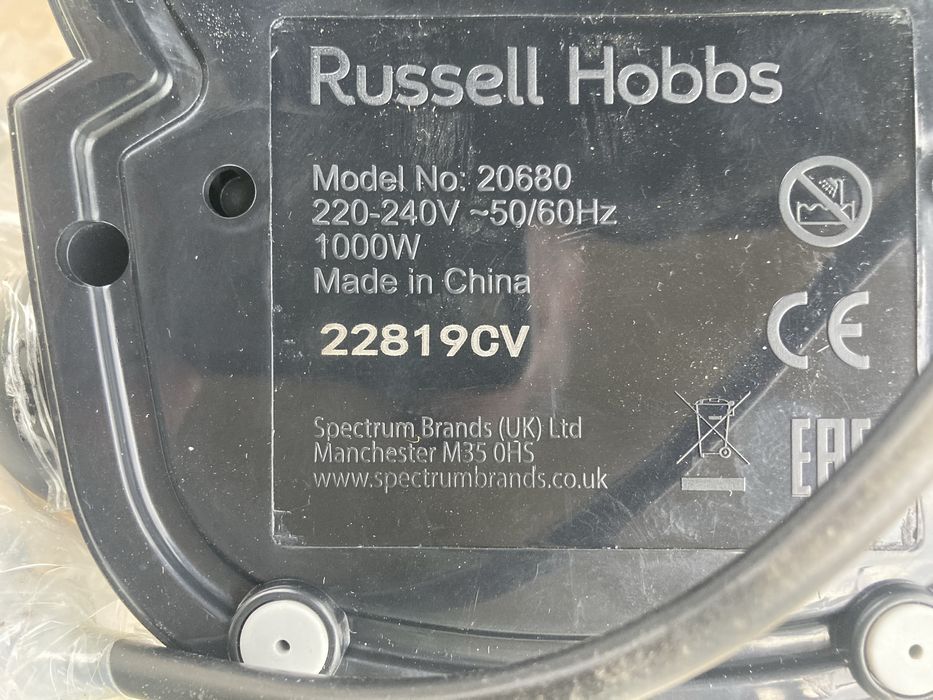 Russell Hobbs
Model No: 20680
220-240V ~50/60Hz
1000W
Made in China
22819CV
CE
Spectrum Brands (UK) Ltd
Manchester M35 0HS
www.spectrumbrands.co.uk
EAC